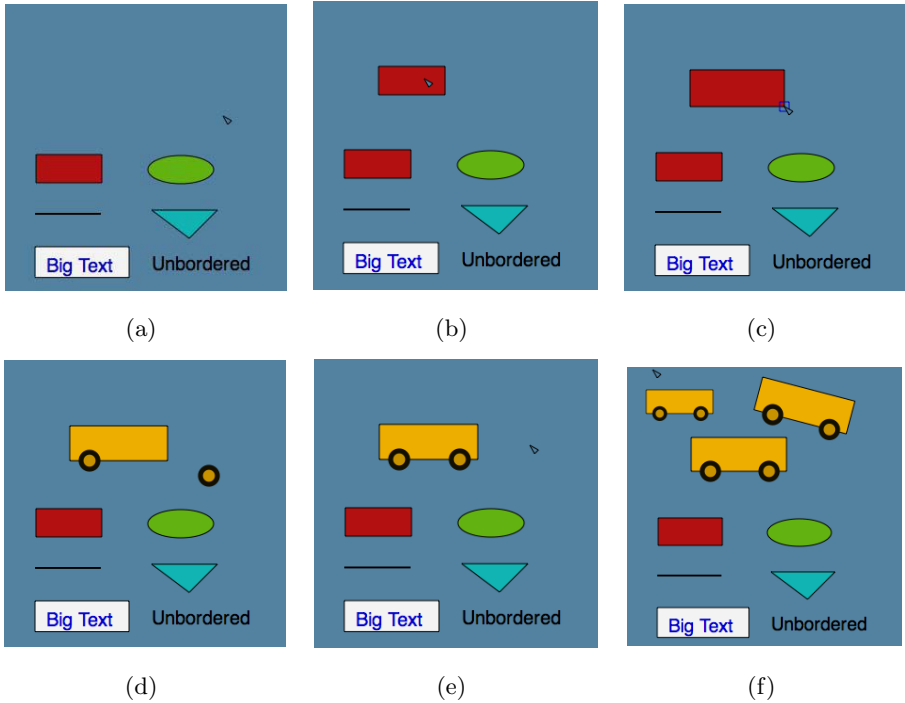 Big Text Unbordered
Big Text Unbordered
Big Text Unbordered
(a)
(b)
(c)
Big Text Unbordered
Big Text Unbordered
Big Text Unbordered
(d)
(e)
(f)